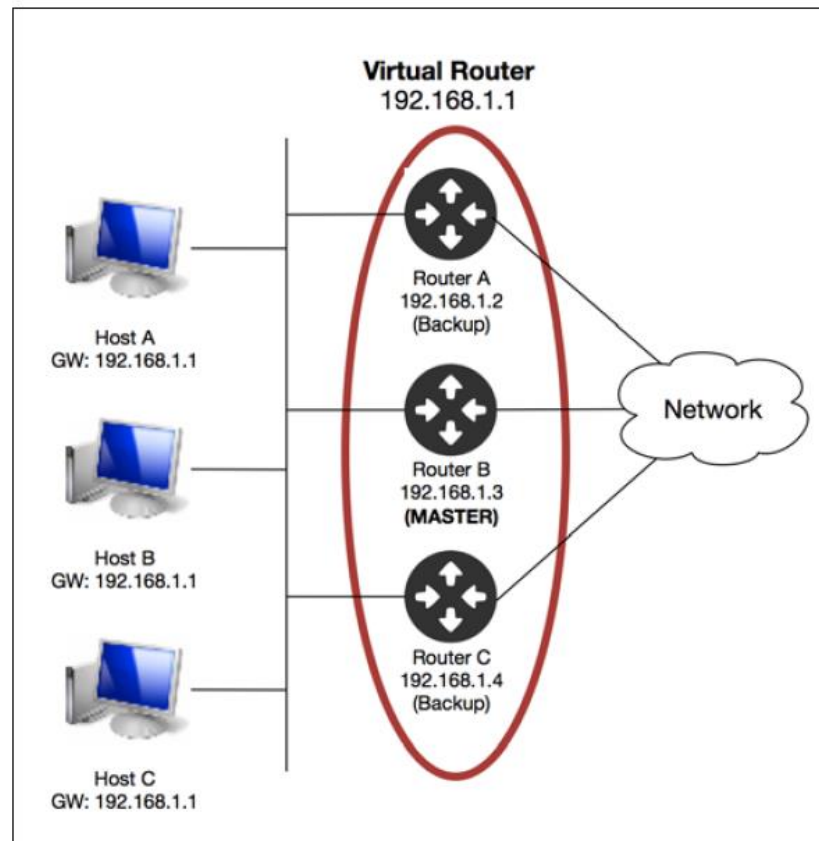 Virtual Router
192.168.1.1
Router A
192.168.1.2
(Backup)
Host A
GW: 192.168.1.1
Network
Router B
192.168.1.3
(MASTER)
Host B
GW: 192.168.1.1
Router C
192.168.1.4
(Backup)
Host C
GW: 192.168.1.1